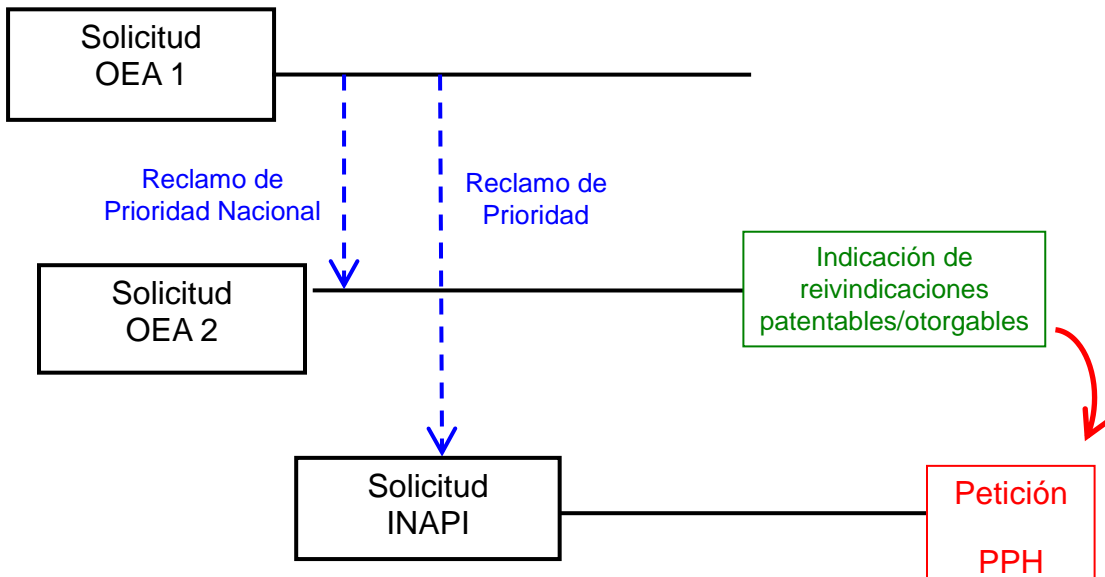 Solicitud
OEA 1
Reclamo de
Prioridad Nacional
Reclamo de
Prioridad
Solicitud
OEA 2
Indicación de
reivindicaciones
patentables/otorgables
Solicitud
INAPI
Petición
PPH